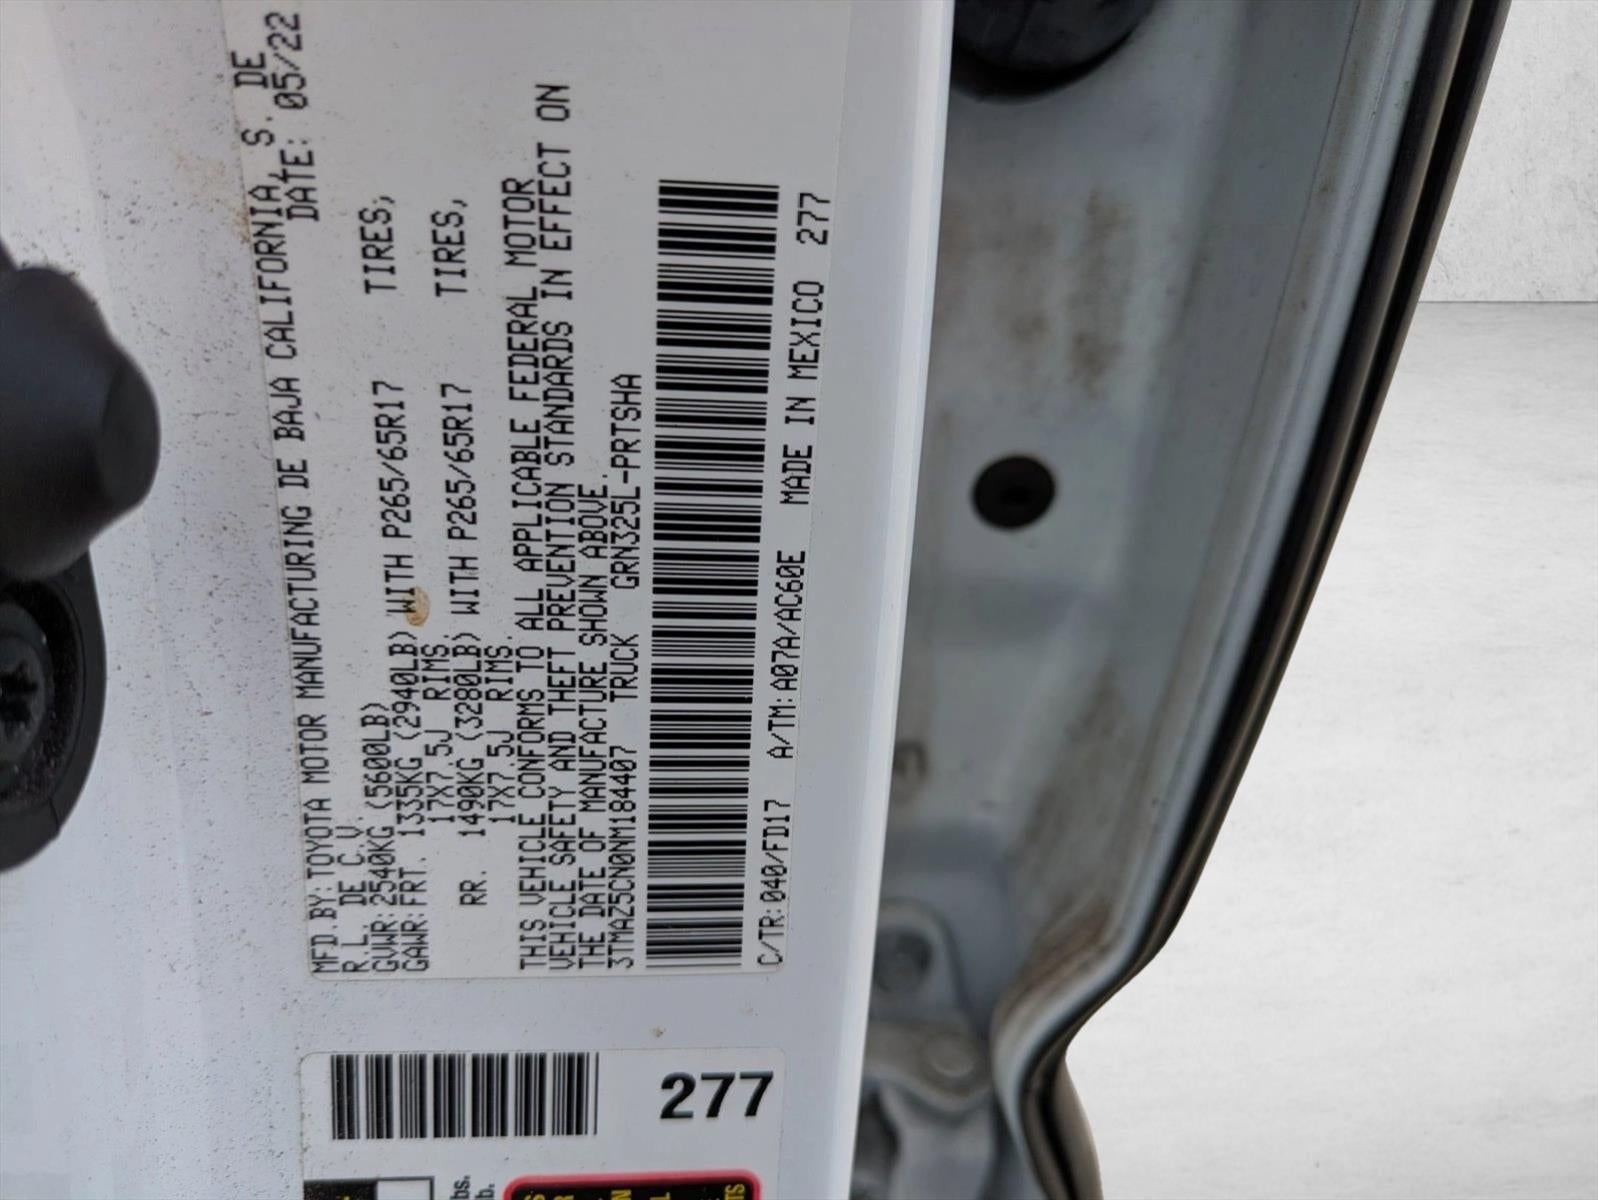 MFD.BY:TOYOTA MOTOR MANUFACTURING DE BAJA CALIFORNIA, S. DE
R.L. DE C.V. DATE: 05/22
GVWR:2540KG (5600LB)
GAWR:FRT. 1335KG (2940LB) WITH P265/65R17 TIRES,
17X7.5J RIMS.
RR. 1490KG (3280LB) WITH P265/65R17 TIRES,
17X7.5J RIMS.
THIS VEHICLE CONFORMS TO ALL APPLICABLE FEDERAL MOTOR
VEHICLE SAFETY AND THEFT PREVENTION STANDARDS IN EFFECT ON
THE DATE OF MANUFACTURE SHOWN ABOVE.
3TMAZ5CN0NM184407 TRUCK GRN325L-PRTSHA
C/TR:040/FD17 A/TM:A07A/AC60E MADE IN MEXICO 277
277